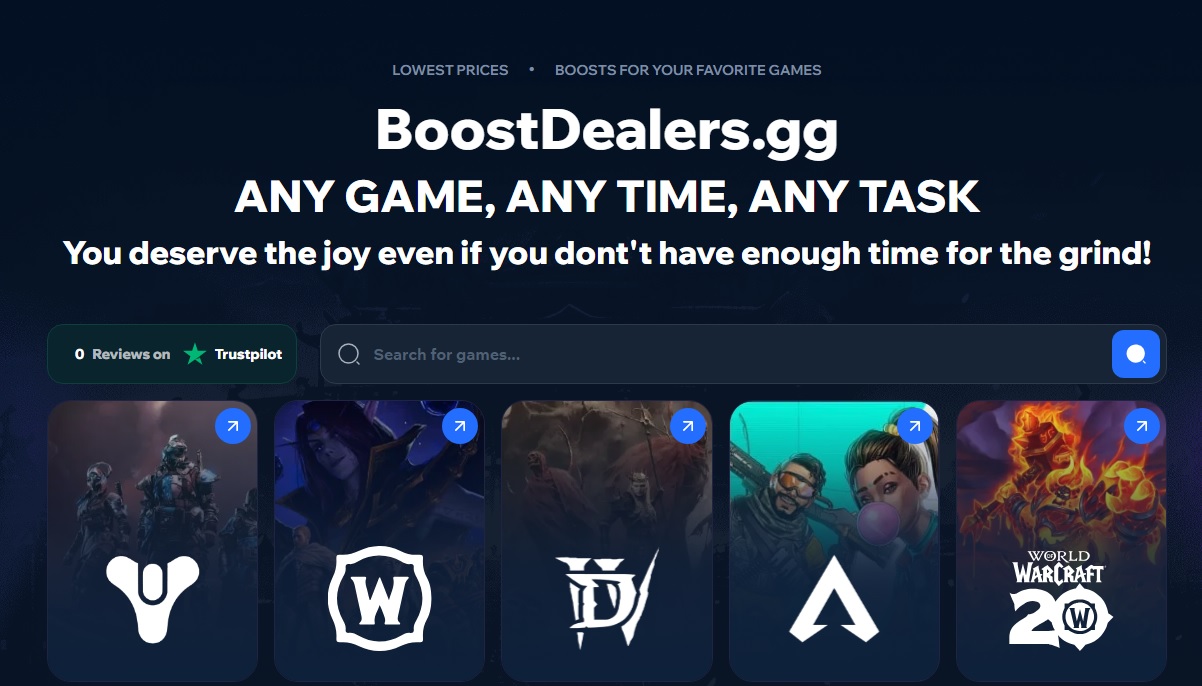 LOWEST PRICES • BOOSTS FOR YOUR FAVORITE GAMES
BoostDealers.gg
ANY GAME, ANY TIME, ANY TASK
You deserve the joy even if you dont't have enough time for the grind!
0 Reviews on Trustpilot
Search for games...
W
D IV
WORLD
WARCRAFT
20
W